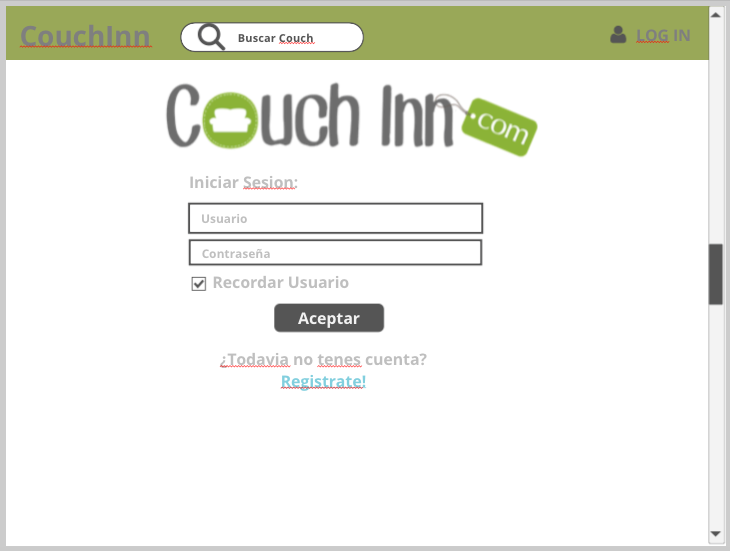 CouchInn
Buscar Couch
LOG IN
Couch Inn .com
Iniciar Sesion:
Usuario
Contraseña
Recordar Usuario
Aceptar
¿Todavia no tenes cuenta?
Registrate!